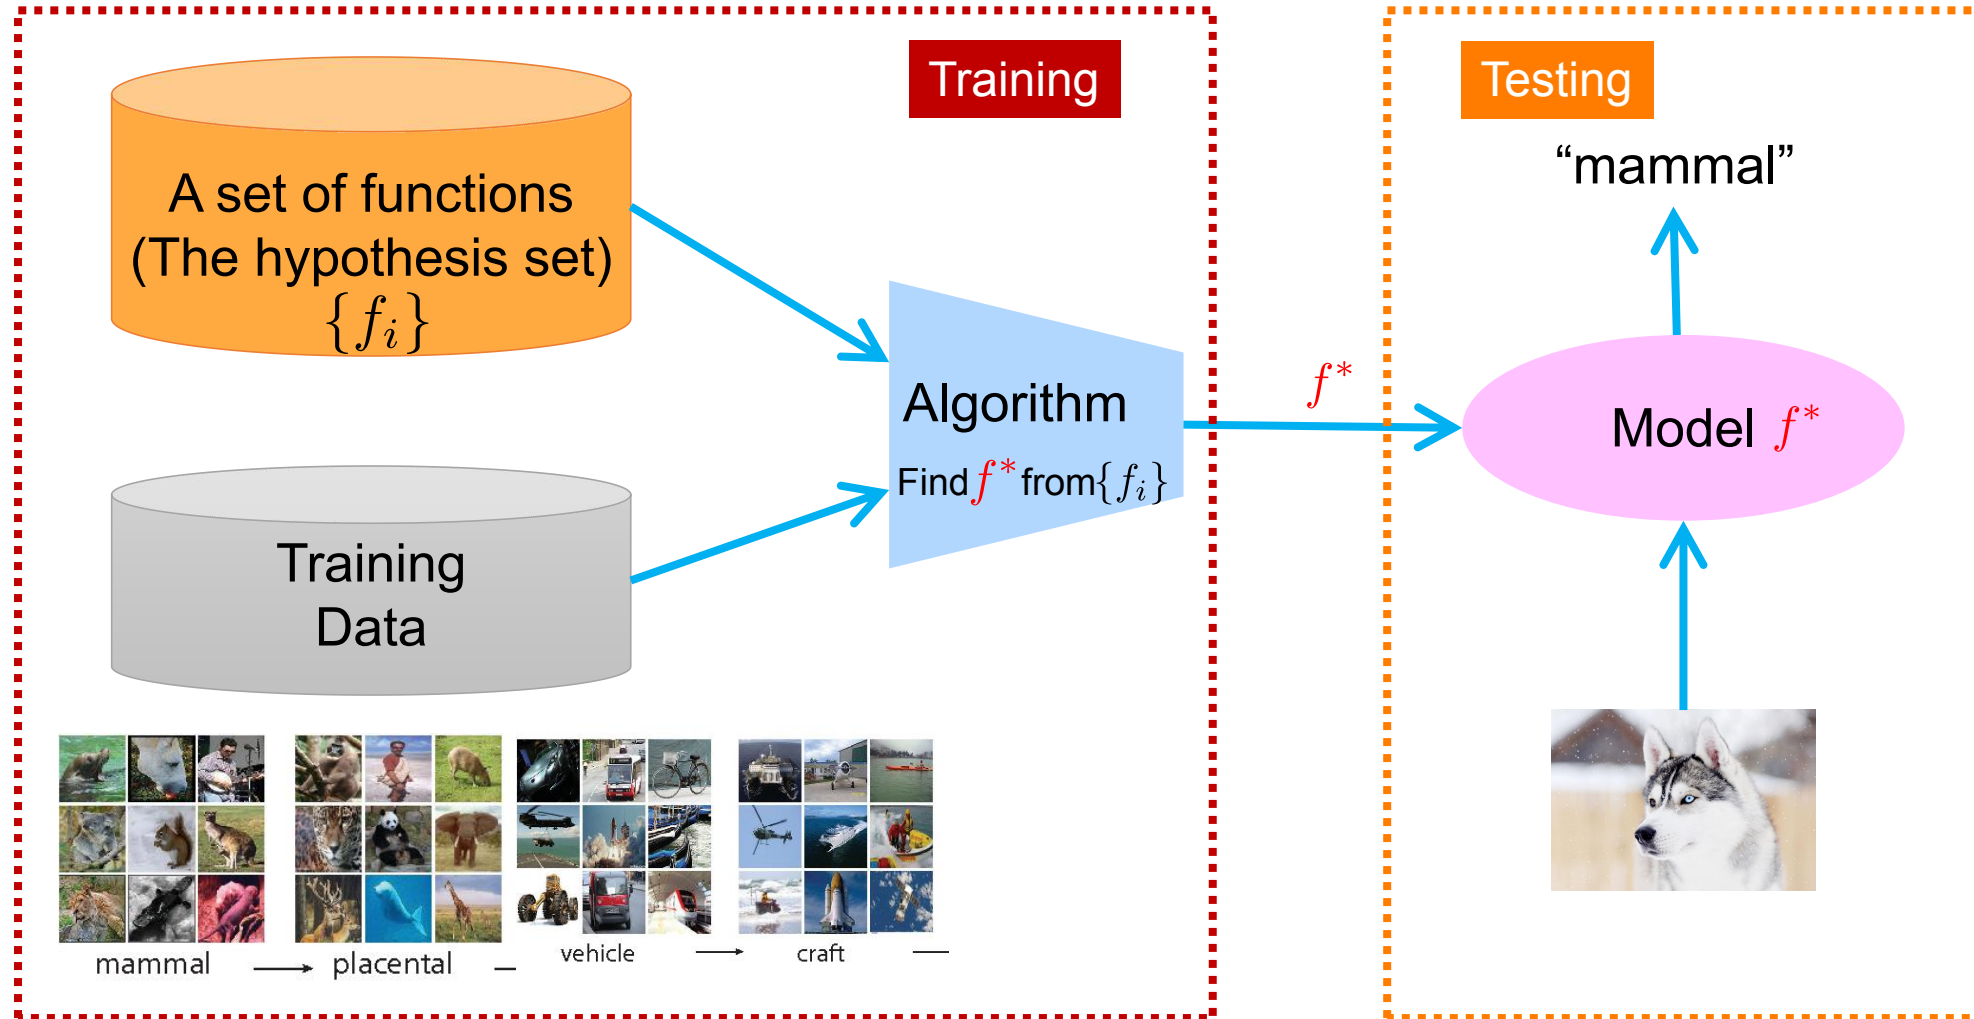 Training
A set of functions
(The hypothesis set)
{f_i}
Algorithm
Find f* from {f_i}
Training
Data
mammal → placental –
vehicle → craft —
f*
Testing
“mammal”
Model f*